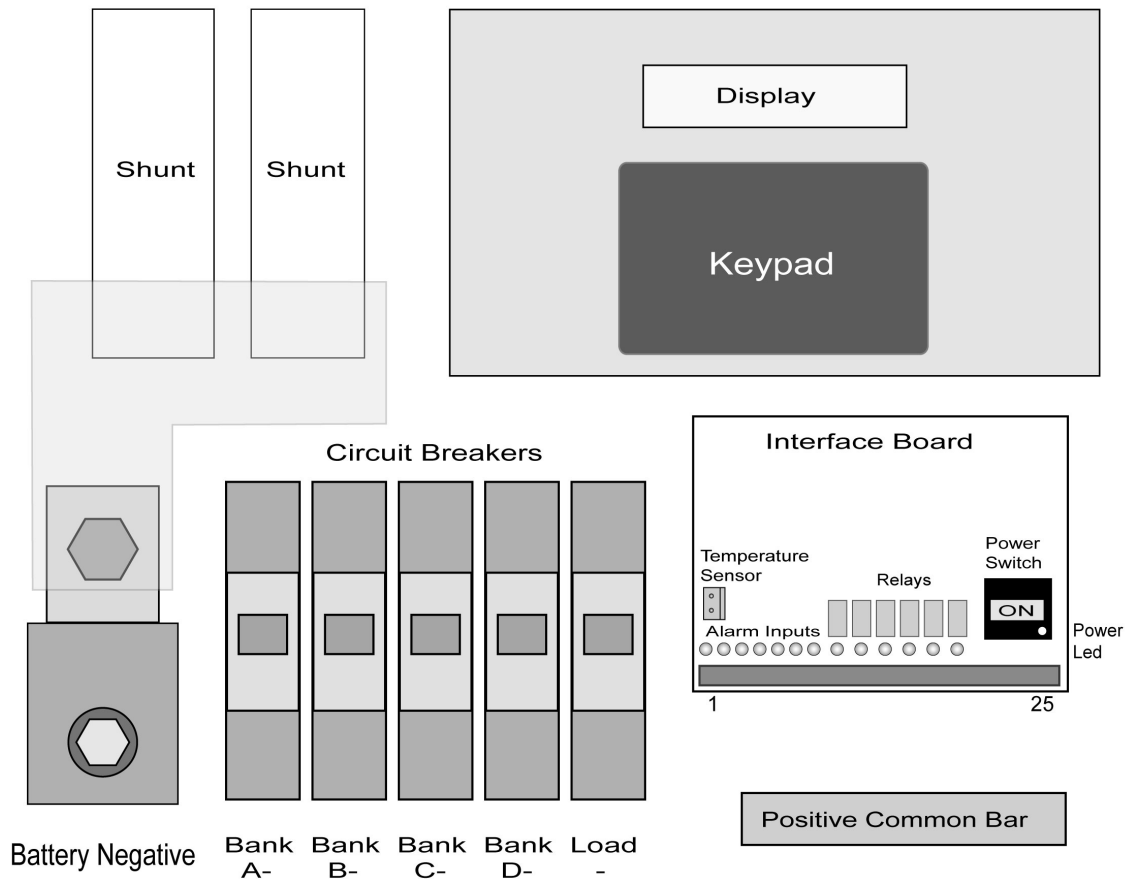 Display
Shunt
Shunt
Keypad
Circuit Breakers
Interface Board
Temperature
Sensor
Power
Switch
Relays
ON
Alarm Inputs
Power
Led
1
25
Positive Common Bar
Battery Negative
Bank
A-
Bank
B-
Bank
C-
Bank
D-
Load
-